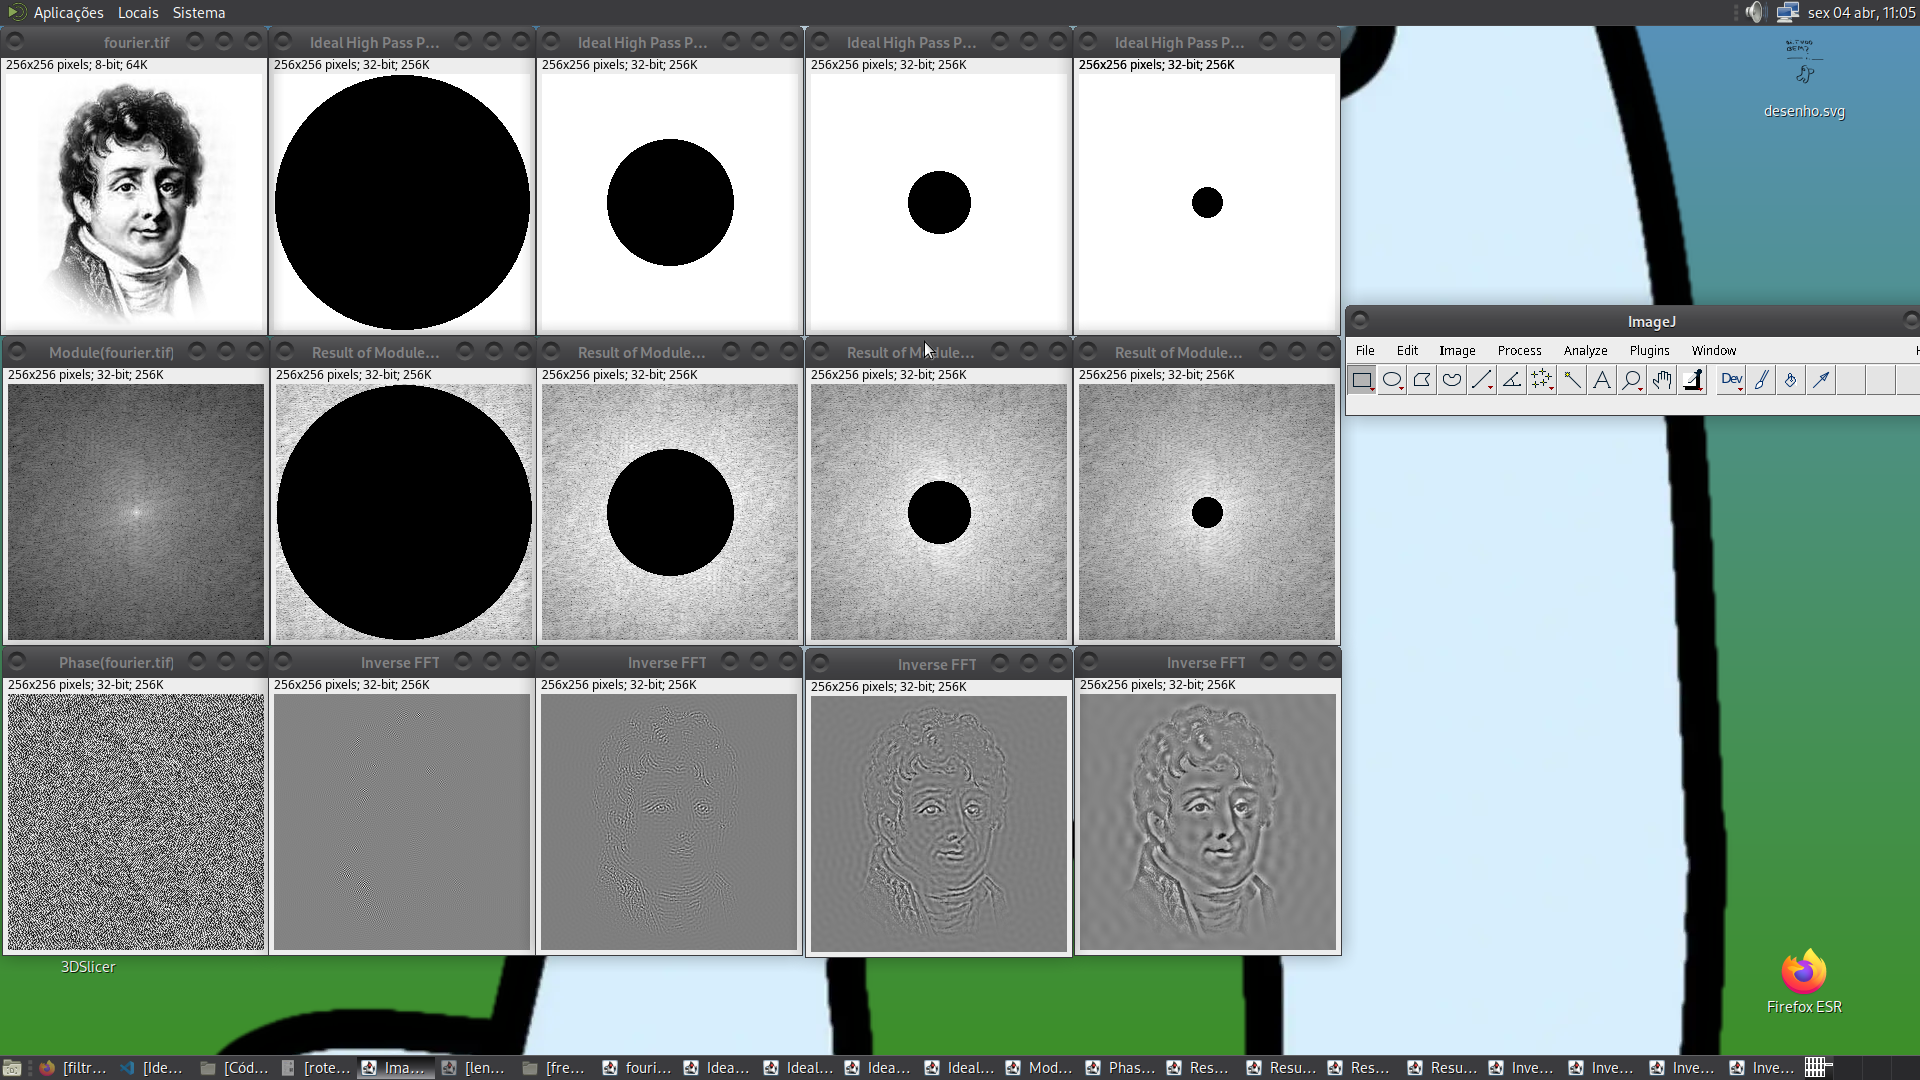 Aplicações Locais Sistema
sex 04 abr, 11:05
fourier.tif
Ideal High Pass P...
Ideal High Pass P...
Ideal High Pass P...
Ideal High Pass P...
256x256 pixels; 8-bit; 64K
256x256 pixels; 32-bit; 256K
256x256 pixels; 32-bit; 256K
256x256 pixels; 32-bit; 256K
256x256 pixels; 32-bit; 256K
desenho.svg
ImageJ
File Edit Image Process Analyze Plugins Window H
Dev
Module(fourier.tif)
Result of Module...
Result of Module...
Result of Module...
Result of Module...
256x256 pixels; 32-bit; 256K
256x256 pixels; 32-bit; 256K
256x256 pixels; 32-bit; 256K
256x256 pixels; 32-bit; 256K
256x256 pixels; 32-bit; 256K
Phase(fourier.tif)
Inverse FFT
Inverse FFT
Inverse FFT
Inverse FFT
256x256 pixels; 32-bit; 256K
256x256 pixels; 32-bit; 256K
256x256 pixels; 32-bit; 256K
256x256 pixels; 32-bit; 256K
256x256 pixels; 32-bit; 256K
3DSlicer
Firefox ESR
[filtr... [Ide... [Cód... [rote... Ima... [len... [fre... fouri... Idea... Ideal... Idea... Ideal... Mod... Phas... Res... Resu... Res... Resu... Inve... Inve... Inve... Inve...